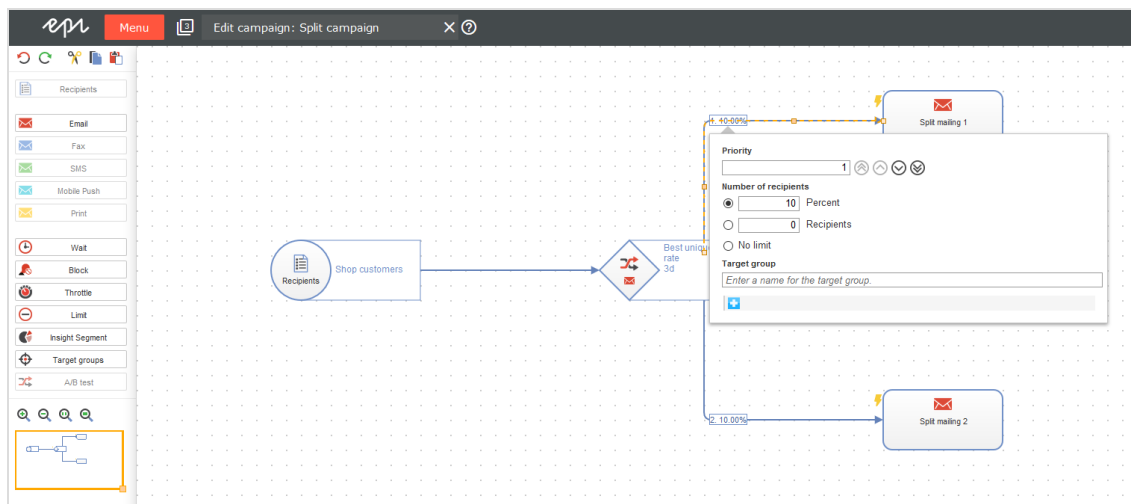 epi
Menu
3
Edit campaign: Split campaign
Recipients
Email
Fax
SMS
Mobile Push
Print
Wait
Block
Throttle
Limit
Insight Segment
Target groups
A/B test
Recipients
Shop customers
Best unique
rate
3d
1. 10.00%
Split mailing 1
Priority
1
Number of recipients
10 Percent
0 Recipients
No limit
Target group
Enter a name for the target group.
2. 10.00%
Split mailing 2